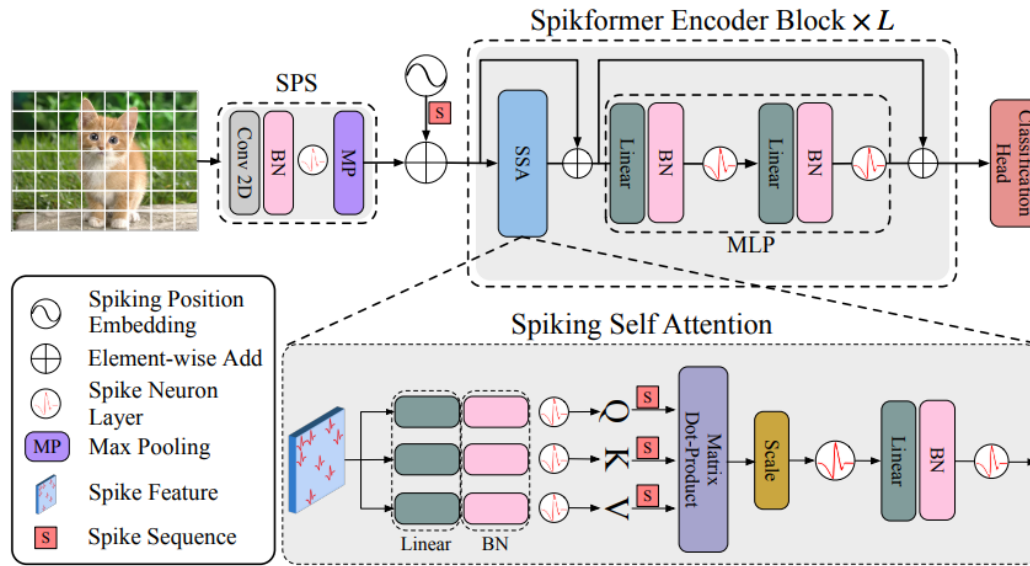 Spikformer Encoder Block × L
SPS
S
Conv 2D
BN
MP
SSA
Linear
BN
Linear
BN
MLP
Classification
Head
Spiking Position
Embedding
Element-wise Add
Spike Neuron
Layer
MP
Max Pooling
Spike Feature
S
Spike Sequence
Spiking Self Attention
Linear
BN
Q
K
V
S
S
S
Matrix
Dot-Product
Scale
Linear
BN